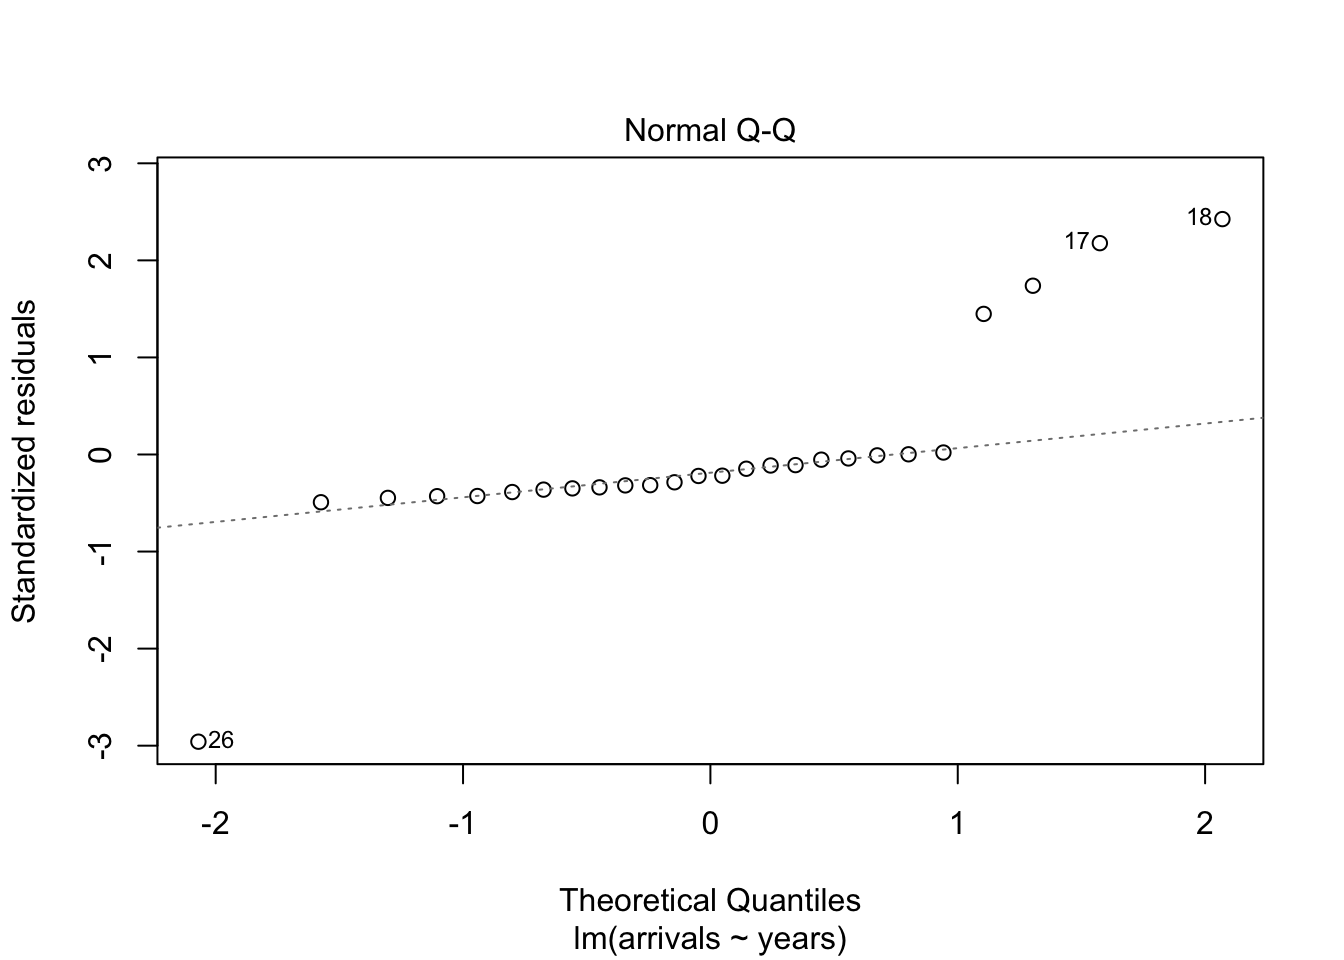 Normal Q-Q
Standardized residuals
3
2
1
0
-1
-2
-3
18
17
26
-2 -1 0 1 2
Theoretical Quantiles
lm(arrivals ~ years)